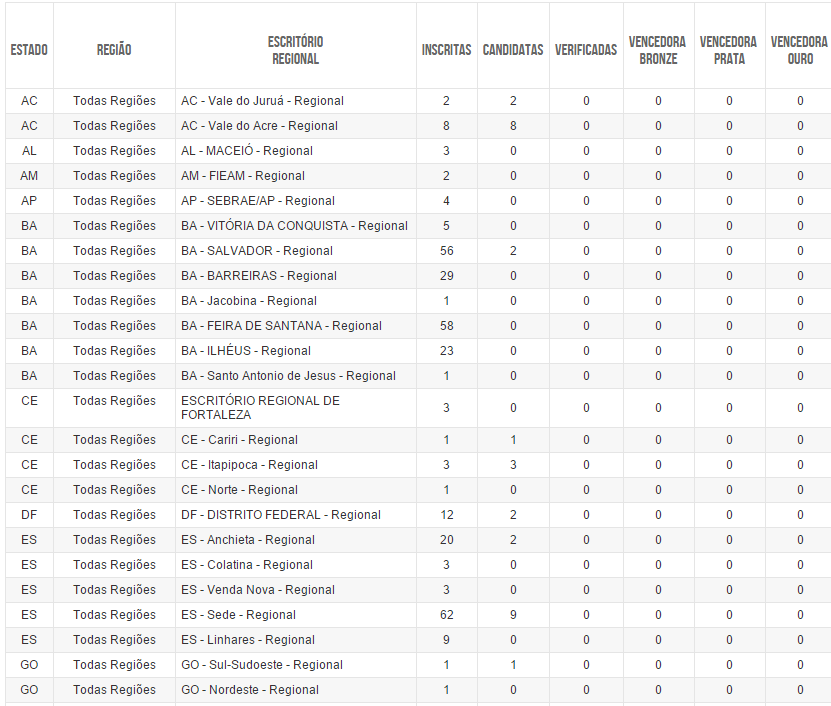 ESTADO REGIÃO ESCRITÓRIO REGIONAL INSCRITAS CANDIDATAS VERIFICADAS VENCEDORA BRONZE VENCEDORA PRATA VENCEDORA OURO
AC Todas Regiões AC - Vale do Juruá - Regional 2 2 0 0 0 0
AC Todas Regiões AC - Vale do Acre - Regional 8 8 0 0 0 0
AL Todas Regiões AL - MACEIÓ - Regional 3 0 0 0 0 0
AM Todas Regiões AM - FIEAM - Regional 2 0 0 0 0 0
AP Todas Regiões AP - SEBRAE/AP - Regional 4 0 0 0 0 0
BA Todas Regiões BA - VITÓRIA DA CONQUISTA - Regional 5 0 0 0 0 0
BA Todas Regiões BA - SALVADOR - Regional 56 2 0 0 0 0
BA Todas Regiões BA - BARREIRAS - Regional 29 0 0 0 0 0
BA Todas Regiões BA - Jacobina - Regional 1 0 0 0 0 0
BA Todas Regiões BA - FEIRA DE SANTANA - Regional 58 0 0 0 0 0
BA Todas Regiões BA - ILHÉUS - Regional 23 0 0 0 0 0
BA Todas Regiões BA - Santo Antonio de Jesus - Regional 1 0 0 0 0 0
CE Todas Regiões ESCRITÓRIO REGIONAL DE FORTALEZA 3 0 0 0 0 0
CE Todas Regiões CE - Cariri - Regional 1 1 0 0 0 0
CE Todas Regiões CE - Itapipoca - Regional 3 3 0 0 0 0
CE Todas Regiões CE - Norte - Regional 1 0 0 0 0 0
DF Todas Regiões DF - DISTRITO FEDERAL - Regional 12 2 0 0 0 0
ES Todas Regiões ES - Anchieta - Regional 20 2 0 0 0 0
ES Todas Regiões ES - Colatina - Regional 3 0 0 0 0 0
ES Todas Regiões ES - Venda Nova - Regional 3 0 0 0 0 0
ES Todas Regiões ES - Sede - Regional 62 9 0 0 0 0
ES Todas Regiões ES - Linhares - Regional 9 0 0 0 0 0
GO Todas Regiões GO - Sul-Sudoeste - Regional 1 1 0 0 0 0
GO Todas Regiões GO - Nordeste - Regional 1 0 0 0 0 0